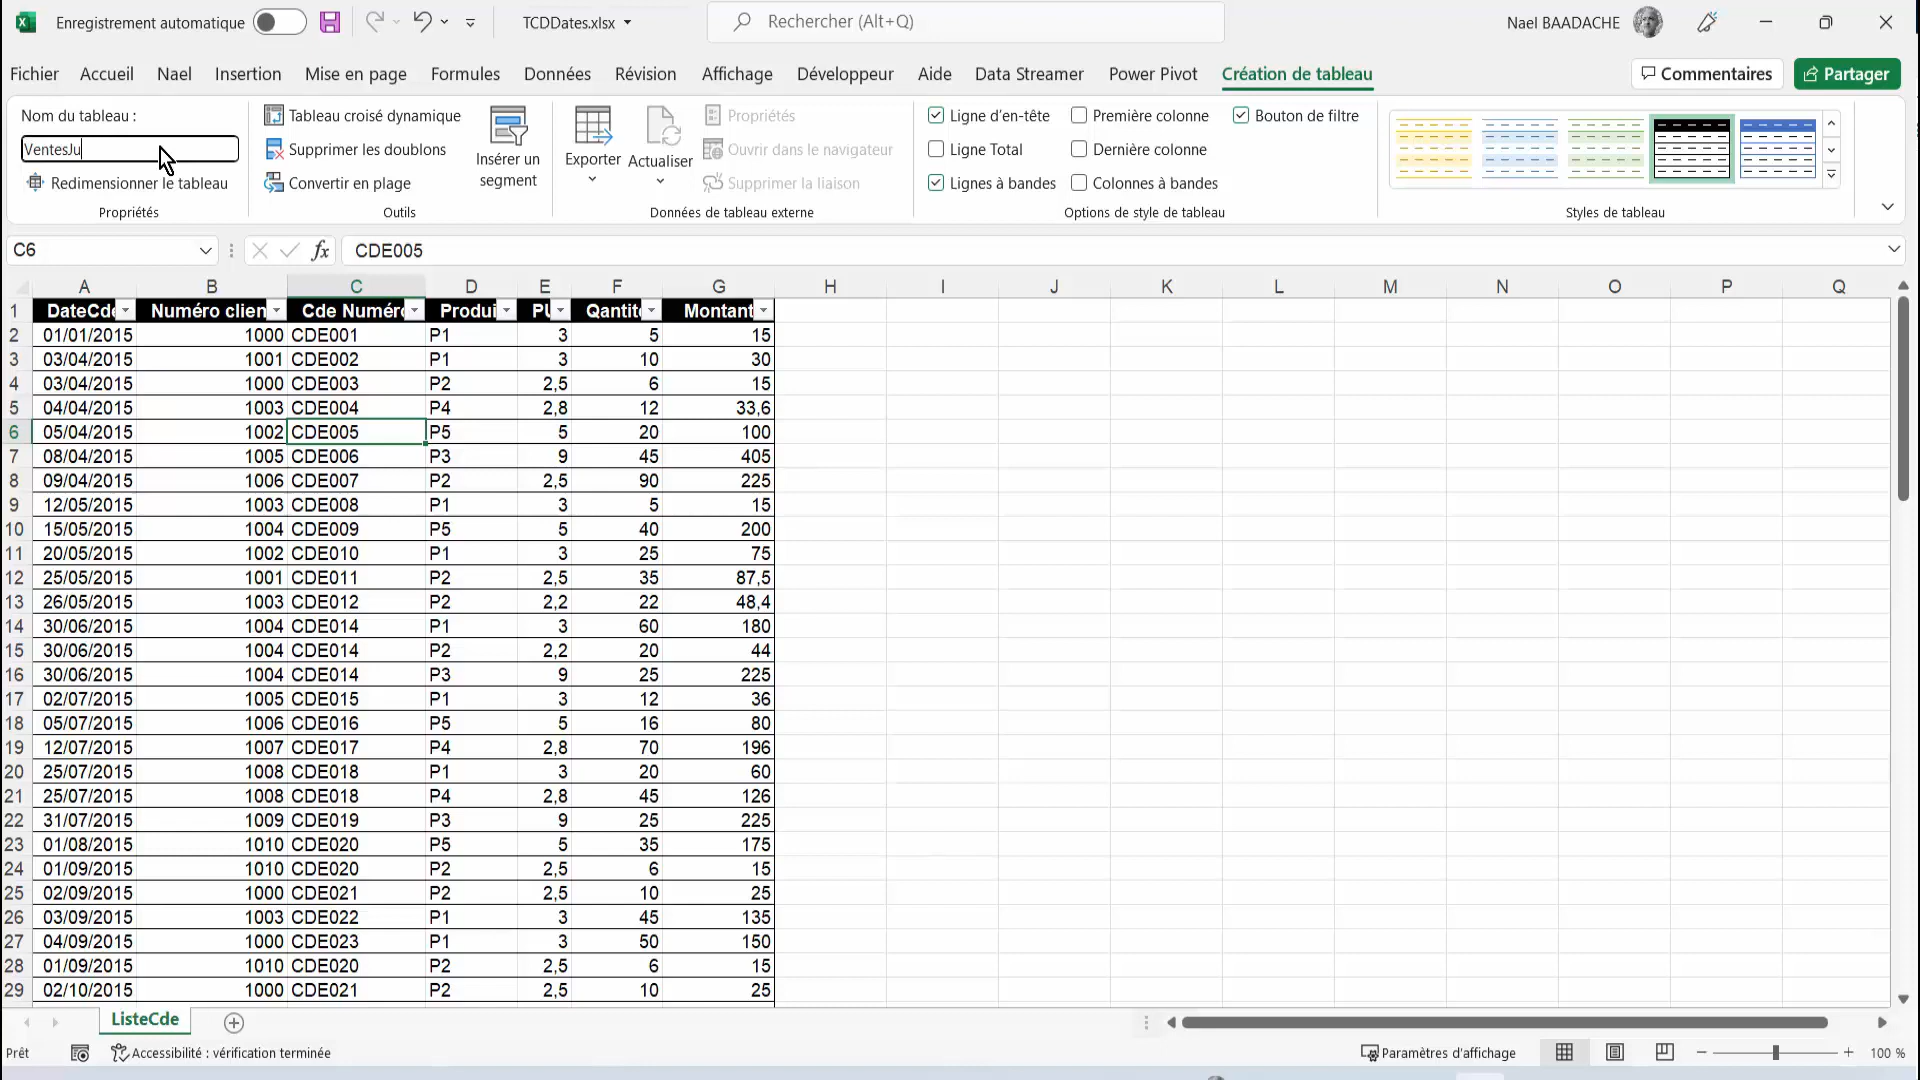 Enregistrement automatique
TCDDates.xlsx
Rechercher (Alt+Q)
Nael BAADACHE
Fichier Accueil Nael Insertion Mise en page Formules Données Révision Affichage Développeur Aide Data Streamer Power Pivot Création de tableau Commentaires Partager
Nom du tableau :
VentesJu
Redimensionner le tableau
Propriétés
Tableau croisé dynamique
Supprimer les doublons
Convertir en plage
Insérer un
segment
Outils
Exporter
Actualiser
Propriétés
Ouvrir dans le navigateur
Supprimer la liaison
Données de tableau externe
Ligne d'en-tête
Ligne Total
Lignes à bandes
Première colonne
Dernière colonne
Colonnes à bandes
Bouton de filtre
Options de style de tableau
Styles de tableau
C6 fx CDE005
A B C D E F G H I J K L M N O P Q
1 DateCde Numéro clien Cde Numéro Produi PU Qantité Montant
2 01/01/2015 1000 CDE001 P1 3 5 15
3 03/04/2015 1001 CDE002 P1 3 10 30
4 03/04/2015 1000 CDE003 P2 2,5 6 15
5 04/04/2015 1003 CDE004 P4 2,8 12 33,6
6 05/04/2015 1002 CDE005 P5 5 20 100
7 08/04/2015 1005 CDE006 P3 9 45 405
8 09/04/2015 1006 CDE007 P2 2,5 90 225
9 12/05/2015 1003 CDE008 P1 3 5 15
10 15/05/2015 1004 CDE009 P5 5 40 200
11 20/05/2015 1002 CDE010 P1 3 25 75
12 25/05/2015 1001 CDE011 P2 2,5 35 87,5
13 26/05/2015 1003 CDE012 P2 2,2 22 48,4
14 30/06/2015 1004 CDE014 P1 3 60 180
15 30/06/2015 1004 CDE014 P2 2,2 20 44
16 30/06/2015 1004 CDE014 P3 9 25 225
17 02/07/2015 1005 CDE015 P1 3 12 36
18 05/07/2015 1006 CDE016 P5 5 16 80
19 12/07/2015 1007 CDE017 P4 2,8 70 196
20 25/07/2015 1008 CDE018 P1 3 20 60
21 25/07/2015 1008 CDE018 P4 2,8 45 126
22 31/07/2015 1009 CDE019 P3 9 25 225
23 01/08/2015 1010 CDE020 P5 5 35 175
24 01/09/2015 1010 CDE020 P2 2,5 6 15
25 02/09/2015 1000 CDE021 P2 2,5 10 25
26 03/09/2015 1003 CDE022 P1 3 45 135
27 04/09/2015 1000 CDE023 P1 3 50 150
28 01/09/2015 1010 CDE020 P2 2,5 6 15
29 02/10/2015 1000 CDE021 P2 2,5 10 25
ListeCde
Prêt
Accessibilité : vérification terminée
Paramètres d'affichage
100 %